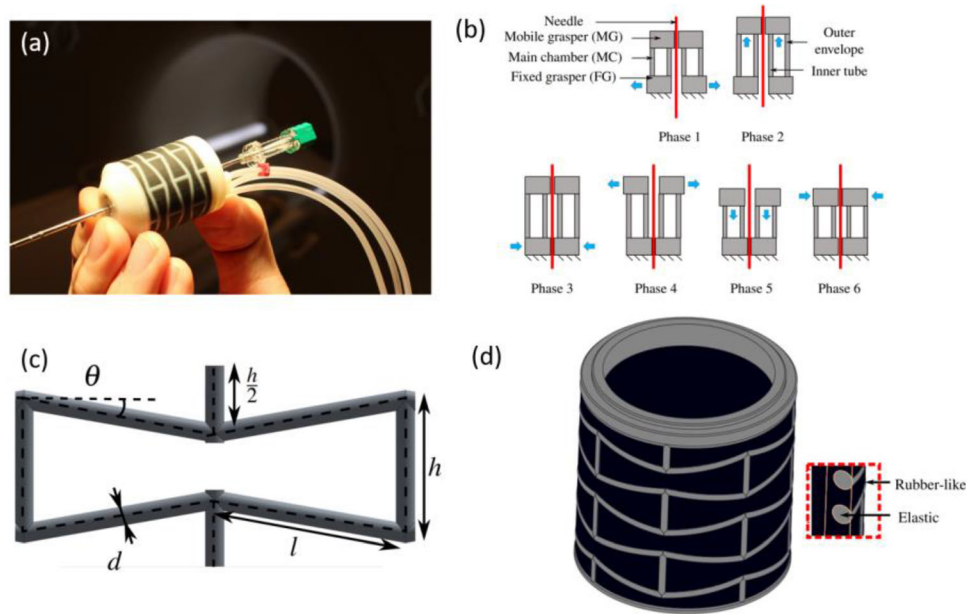 (a)
(b)
Needle
Mobile grasper (MG)
Main chamber (MC)
Fixed grasper (FG)
Outer
envelope
Inner tube
Phase 1
Phase 2
Phase 3
Phase 4
Phase 5
Phase 6
(c)
θ
h
2
h
d
l
(d)
Rubber-like
Elastic